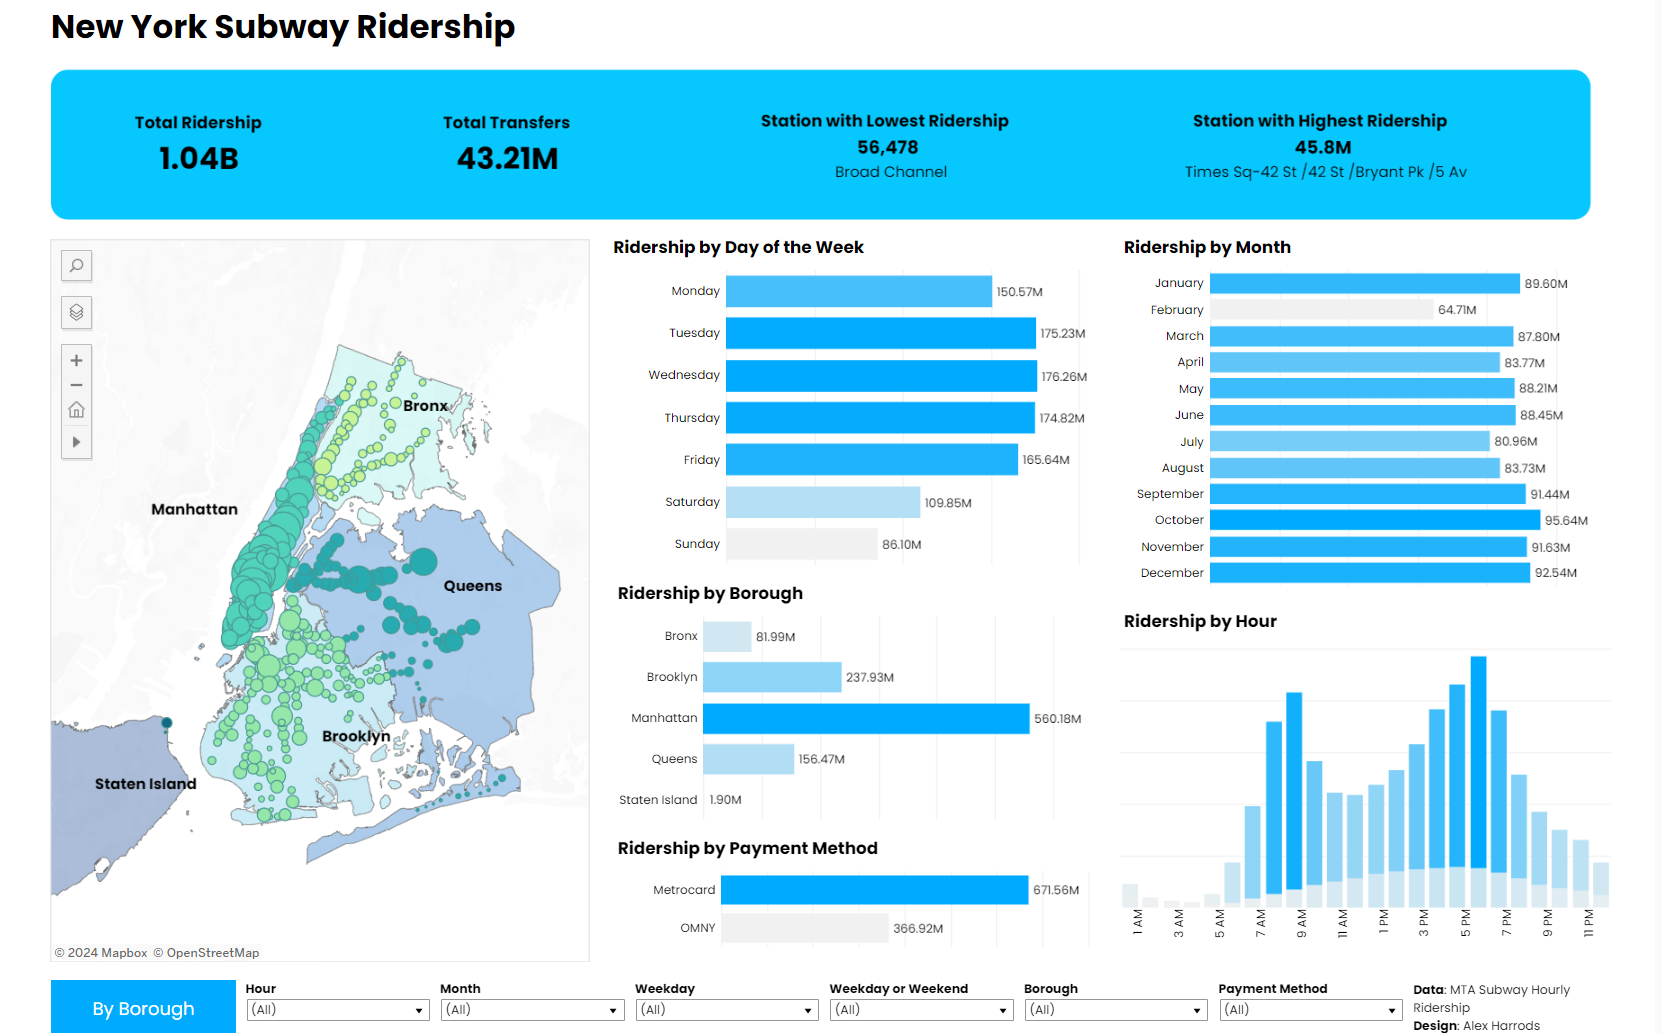 New York Subway Ridership
Total Ridership
1.04B
Total Transfers
43.21M
Station with Lowest Ridership
56,478
Broad Channel
Station with Highest Ridership
45.8M
Times Sq-42 St /42 St /Bryant Pk /5 Av
Bronx
Manhattan
Queens
Brooklyn
Staten Island
© 2024 Mapbox © OpenStreetMap
Ridership by Day of the Week
Monday 150.57M
Tuesday 175.23M
Wednesday 176.26M
Thursday 174.82M
Friday 165.64M
Saturday 109.85M
Sunday 86.10M
Ridership by Borough
Bronx 81.99M
Brooklyn 237.93M
Manhattan 560.18M
Queens 156.47M
Staten Island 1.90M
Ridership by Payment Method
Metrocard 671.56M
OMNY 366.92M
Ridership by Month
January 89.60M
February 64.71M
March 87.80M
April 83.77M
May 88.21M
June 88.45M
July 80.96M
August 83.73M
September 91.44M
October 95.64M
November 91.63M
December 92.54M
Ridership by Hour
1 AM
3 AM
5 AM
7 AM
9 AM
11 AM
1 PM
3 PM
5 PM
7 PM
9 PM
11 PM
By Borough
Hour
(All)
Month
(All)
Weekday
(All)
Weekday or Weekend
(All)
Borough
(All)
Payment Method
(All)
Data: MTA Subway Hourly
Ridership
Design: Alex Harrods